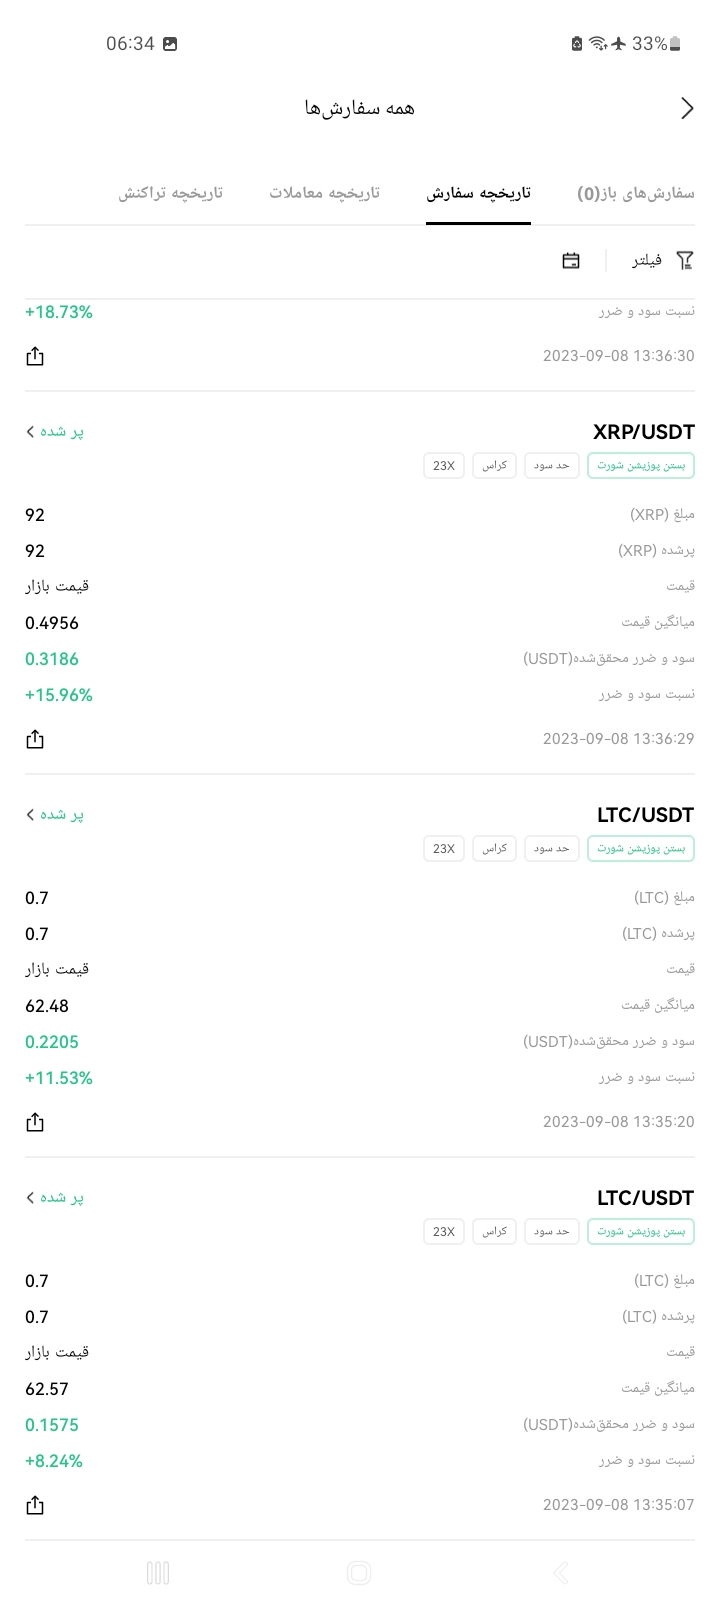 06:34
33%
همه سفارش‌ها
سفارش‌های باز(0) تاریخچه سفارش تاریخچه معاملات تاریخچه تراکنش
فیلتر
نسبت سود و ضرر +18.73%
2023-09-08 13:36:30
XRP/USDT پر شده
بستن پوزیشن شورت حد سود کراس 23X
مبلغ (XRP) 92
پرشده (XRP) 92
قیمت قیمت بازار
میانگین قیمت 0.4956
سود و ضرر محقق‌شده(USDT) 0.3186
نسبت سود و ضرر +15.96%
2023-09-08 13:36:29
LTC/USDT پر شده
بستن پوزیشن شورت حد سود کراس 23X
مبلغ (LTC) 0.7
پرشده (LTC) 0.7
قیمت قیمت بازار
میانگین قیمت 62.48
سود و ضرر محقق‌شده(USDT) 0.2205
نسبت سود و ضرر +11.53%
2023-09-08 13:35:20
LTC/USDT پر شده
بستن پوزیشن شورت حد سود کراس 23X
مبلغ (LTC) 0.7
پرشده (LTC) 0.7
قیمت قیمت بازار
میانگین قیمت 62.57
سود و ضرر محقق‌شده(USDT) 0.1575
نسبت سود و ضرر +8.24%
2023-09-08 13:35:07